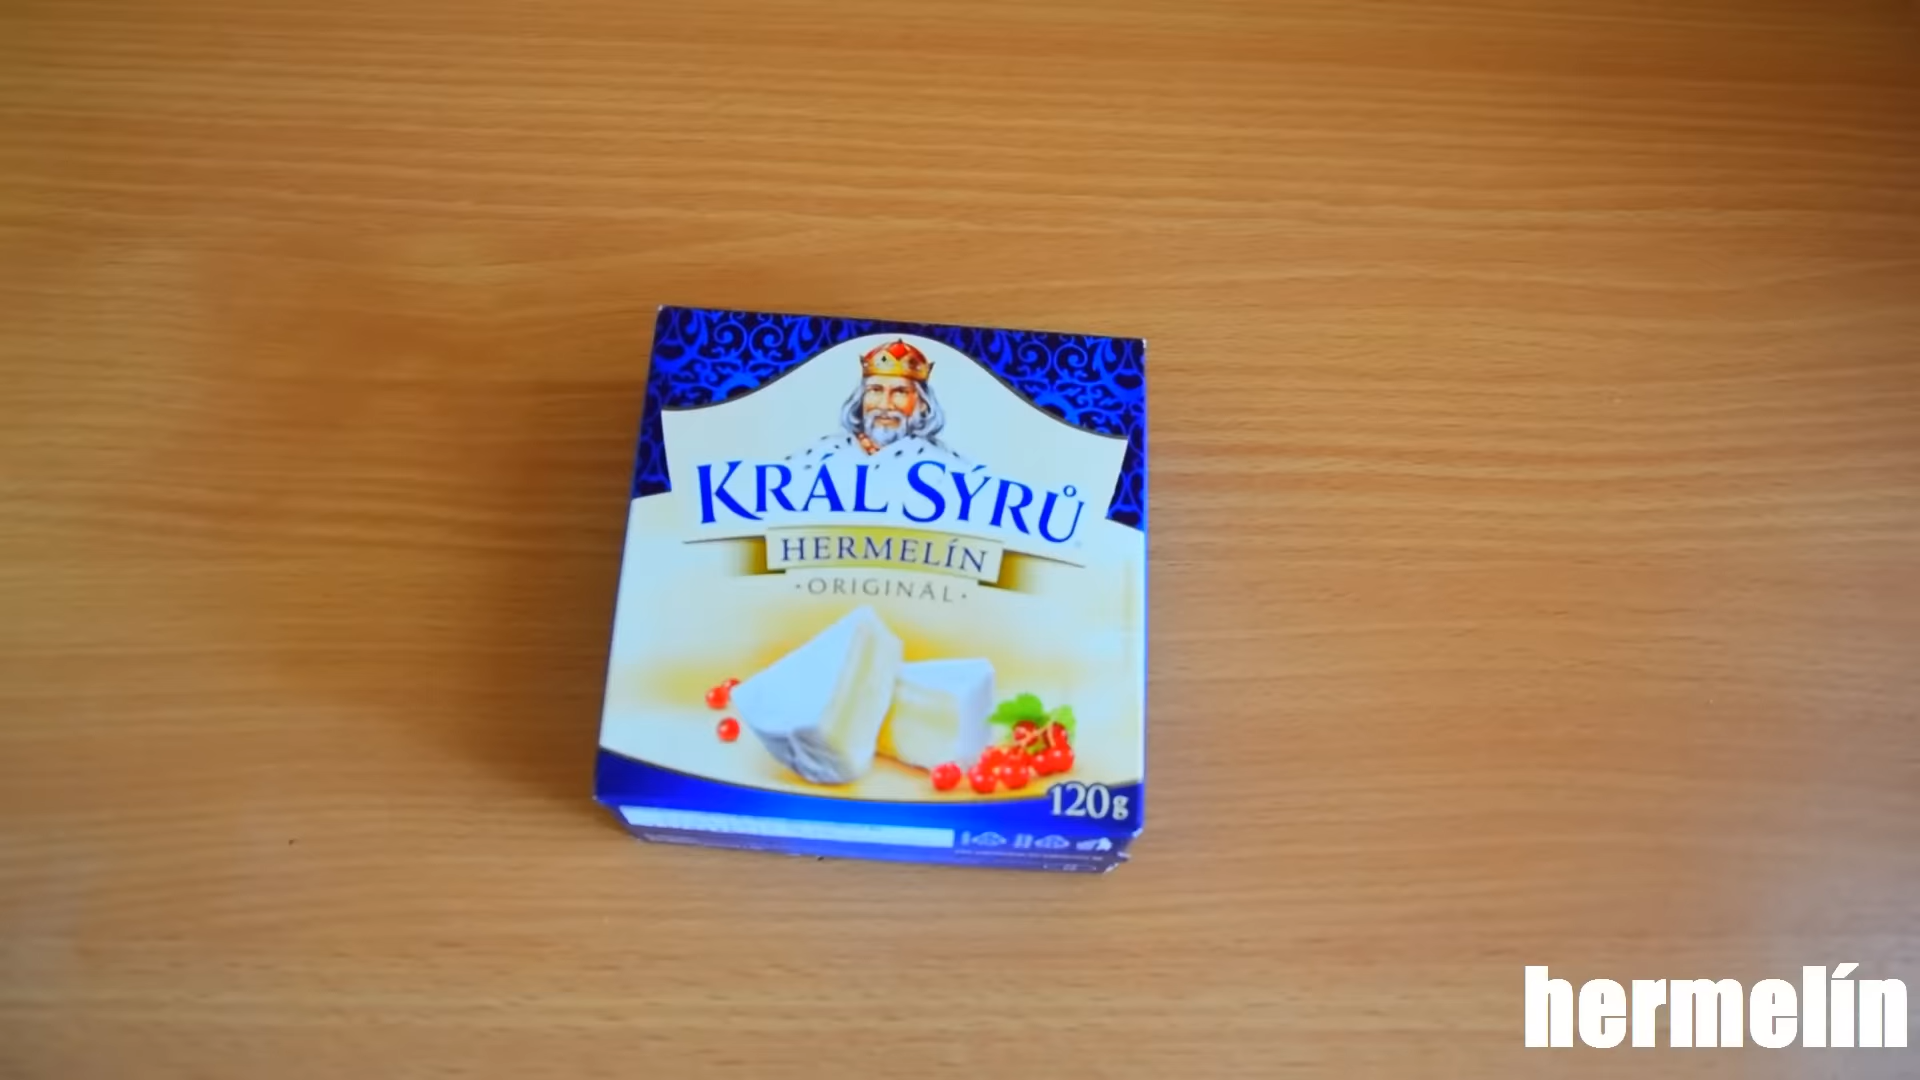 KRÁL SÝRŮ
HERMELÍN
·ORIGINÁL·
120g
hermelín